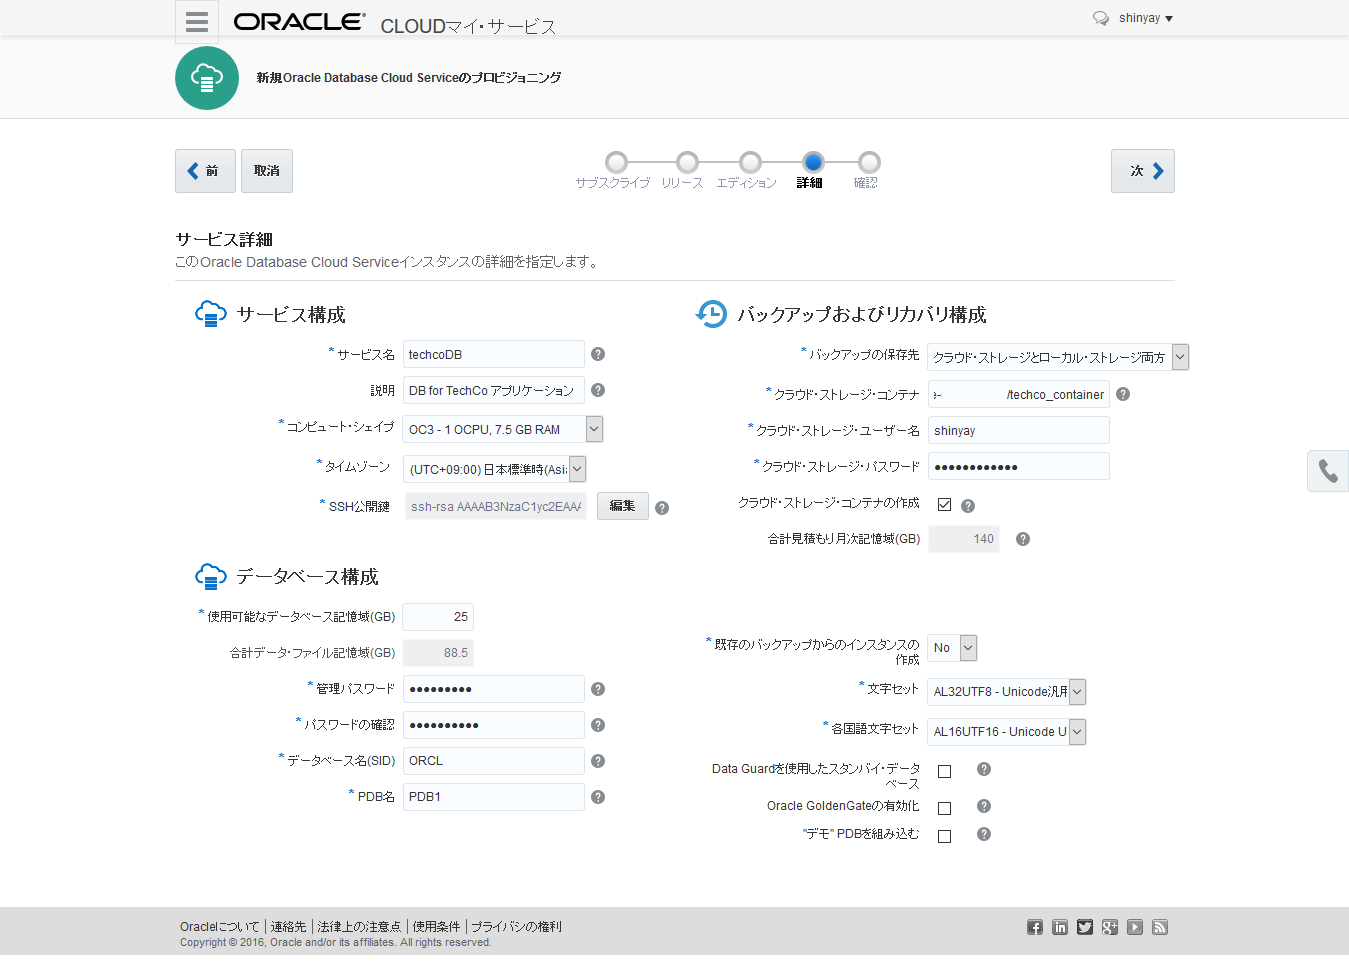 ORACLE® CLOUDマイ・サービス
shinyay
新規Oracle Database Cloud Serviceのプロビジョニング
前
取消
サブスクライブ
リリース
エディション
詳細
確認
次
サービス詳細
このOracle Database Cloud Serviceインスタンスの詳細を指定します。
サービス構成
* サービス名 techcoDB
説明 DB for TechCo アプリケーション
* コンピュート・シェイプ OC3 - 1 OCPU, 7.5 GB RAM
* タイムゾーン (UTC+09:00) 日本標準時(Asi
* SSH公開鍵 ssh-rsa AAAAB3NzaC1yc2EAAA 編集
バックアップおよびリカバリ構成
* バックアップの保存先 クラウド・ストレージとローカル・ストレージ両方
* クラウド・ストレージ・コンテナ e- /techco_container
* クラウド・ストレージ・ユーザー名 shinyay
* クラウド・ストレージ・パスワード ●●●●●●●●●●●●
クラウド・ストレージ・コンテナの作成
合計見積もり月次記憶域(GB) 140
データベース構成
* 使用可能なデータベース記憶域(GB) 25
合計データ・ファイル記憶域(GB) 88.5
* 管理パスワード ●●●●●●●●●
* パスワードの確認 ●●●●●●●●●●
* データベース名(SID) ORCL
* PDB名 PDB1
* 既存のバックアップからのインスタンスの
作成 No
* 文字セット AL32UTF8 - Unicode汎用
* 各国語文字セット AL16UTF16 - Unicode U
Data Guardを使用したスタンバイ・データ
ベース
Oracle GoldenGateの有効化
"デモ" PDBを組み込む
Oracleについて | 連絡先 | 法律上の注意点 | 使用条件 | プライバシの権利
Copyright © 2016, Oracle and/or its affiliates. All rights reserved.